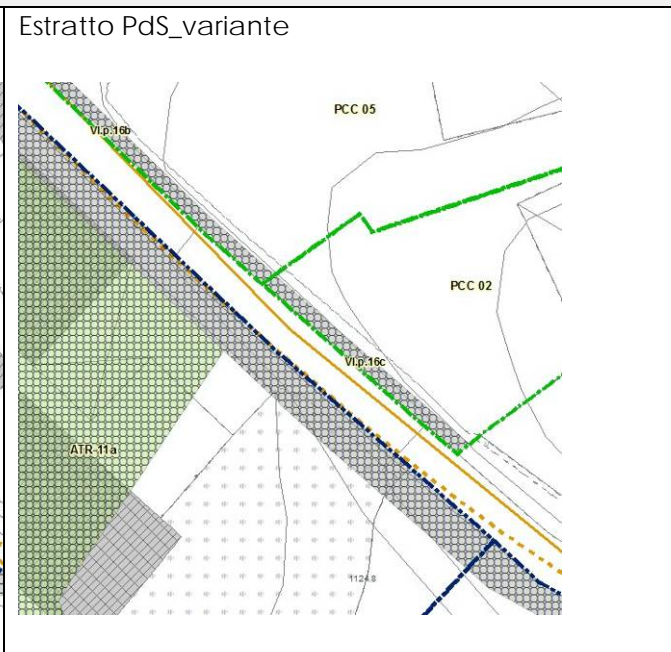 Estratto PdS_variante
PCC 05
VI.p.16b
PCC 02
VI.p.16c
ATR 11a
1124.8